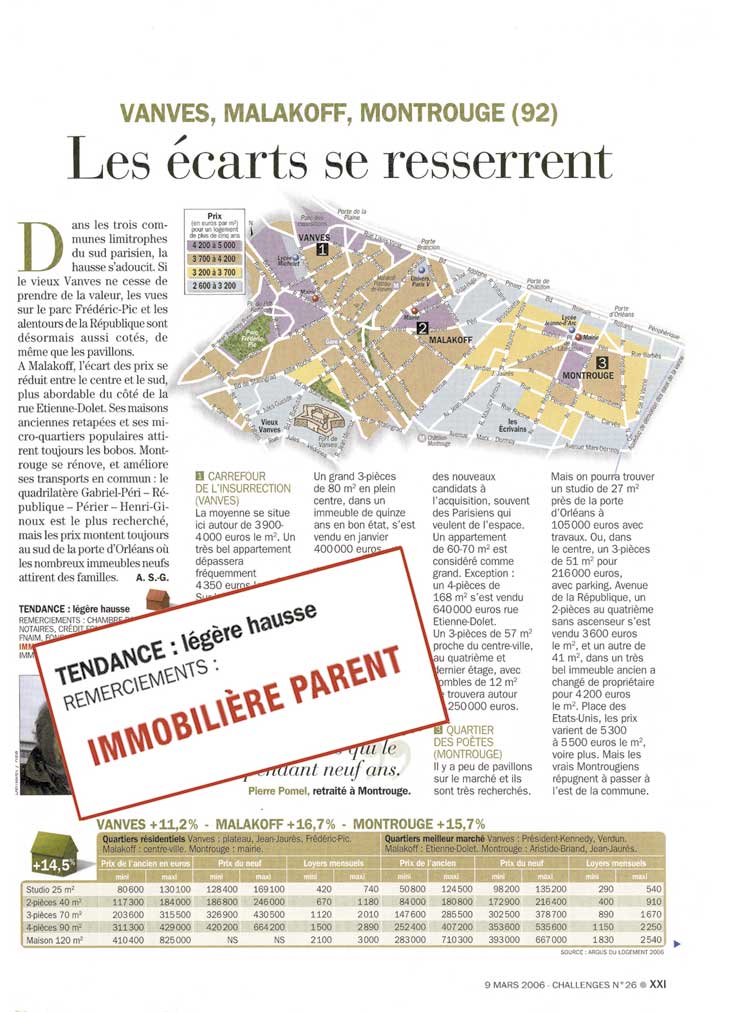 VANVES, MALAKOFF, MONTROUGE (92)
Les écarts se resserrent
Dans les trois com-
munes limitrophes
du sud parisien, la
hausse s'adoucit. Si
le vieux Vanves ne cesse de
prendre de la valeur, les vues
sur le parc Frédéric-Pic et les
alentours de la République sont
désormais aussi cotés, de
même que les pavillons.
A Malakoff, l'écart des prix se
réduit entre le centre et le sud,
plus abordable du côté de la
rue Etienne-Dolet. Ses maisons
anciennes retapées et ses mi-
cro-quartiers populaires atti-
rent toujours les bobos. Mont-
rouge se rénove, et améliore
ses transports en commun : le
quadrilatère Gabriel-Péri – Ré-
publique – Périer – Henri-Gi-
noux est le plus recherché,
mais les prix montent toujours
au sud de la porte d'Orléans où
les nombreux immeubles neufs
attirent des familles. A. S.-G.
TENDANCE : légère hausse
REMERCIEMENTS : CHAMBRE
NOTAIRES, CRÉDIT
FNAIM,
Prix
(en euros par m²)
pour un logement
de plus de cinq ans
4 200 à 5 000
3 700 à 4 200
3 200 à 3 700
2 600 à 3 200
N
Parc des
expositions
Porte de la
Plaine
Porte
Brancion
Porte de
Châtillon
Porte
d'Orléans
Périphérique
VANVES
1
Lycée
Michelet
Mairie
Malakoff
Plateau
de-Vanves
Univers.
Paris V
Mairie
2
MALAKOFF
Lycée
Jeanne-d'Arc
Mairie
3
MONTROUGE
Parc
Frédéric-
Pic
Gare
Vieux
Vanves
Fort de
Vanves
Châtillon-
Montrouge
les
Écrivains
1 CARREFOUR
DE L'INSURRECTION
(VANVES)
La moyenne se situe
ici autour de 3 900-
4 000 euros le m². Un
très bel appartement
dépassera
fréquemment
4 350 euros
Un grand 3-pièces
de 80 m² en plein
centre, dans un
immeuble de quinze
ans en bon état, s'est
vendu en janvier
400 000 euros
des nouveaux
candidats à
l'acquisition, souvent
des Parisiens qui
veulent de l'espace.
Un appartement
de 60-70 m² est
considéré comme
grand. Exception :
un 4-pièces de
168 m² s'est vendu
640 000 euros rue
Etienne-Dolet.
Un 3-pièces de 57 m²
proche du centre-ville,
au quatrième et
dernier étage, avec
combles de 12 m²
se trouvera autour
250 000 euros.
3 QUARTIER
DES POÈTES
(MONTROUGE)
Il y a peu de pavillons
sur le marché et ils
sont très recherchés.
Mais on pourra trouver
un studio de 27 m²
près de la porte
d'Orléans à
105 000 euros avec
travaux. Ou, dans
le centre, un 3-pièces
de 51 m² pour
216 000 euros,
avec parking. Avenue
de la République, un
2-pièces au quatrième
sans ascenseur s'est
vendu 3 600 euros
le m², et un autre de
41 m², dans un très
bel immeuble ancien a
changé de propriétaire
pour 4 200 euros
le m². Place des
Etats-Unis, les prix
varient de 5 300
à 5 500 euros le m²,
voire plus. Mais les
vrais Montrougiens
répugnent à passer à
l'est de la commune.
TENDANCE : légère hausse
REMERCIEMENTS :
IMMOBILIÈRE PARENT
qui le
pendant neuf ans.
Pierre Pomel, retraité à Montrouge.
VANVES +11,2% - MALAKOFF +16,7% - MONTROUGE +15,7%
+14,5%
Quartiers résidentiels Vanves : plateau, Jean-Jaurès, Frédéric-Pic.
Malakoff : centre-ville. Montrouge : mairie.
Quartiers meilleur marché Vanves : Président-Kennedy, Verdun.
Malakoff : Etienne-Dolet. Montrouge : Aristide-Briand, Jean-Jaurès.
Prix de l'ancien en euros Prix du neuf Loyers mensuels Prix de l'ancien Prix du neuf Loyers mensuels
mini maxi mini maxi mini maxi mini maxi mini maxi mini maxi
Studio 25 m² 80 600 130 100 128 400 169 100 420 740 50 800 124 500 98 200 135 200 290 540
2-pièces 40 m² 117 300 184 000 186 800 246 000 670 1 180 84 000 180 800 172 900 216 400 400 910
3-pièces 70 m² 203 600 315 500 326 900 430 500 1 120 2 010 147 600 285 500 302 500 378 700 890 1 670
4-pièces 90 m² 311 300 429 000 420 200 664 200 1 500 2 890 252 400 407 200 353 600 535 600 1 150 2 250
Maison 120 m² 410 400 825 000 NS NS 2 100 3 000 283 000 710 300 393 000 667 000 1 830 2 540
SOURCE : ARGUS DU LOGEMENT 2006
9 MARS 2006 - CHALLENGES N°26 XXI